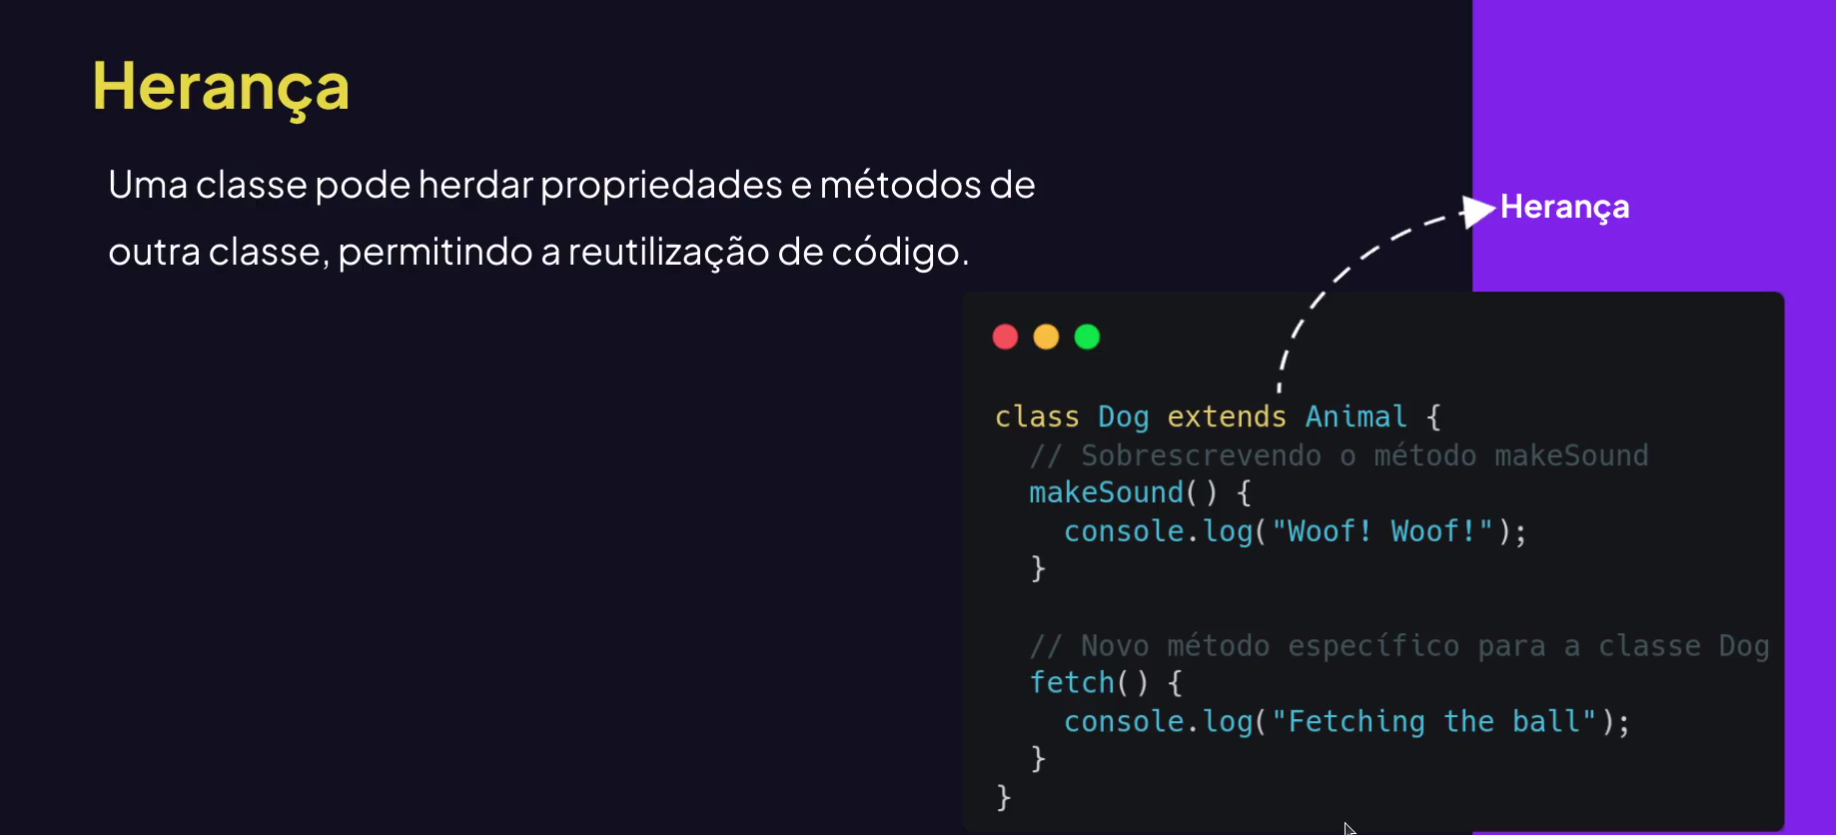 Herança
Uma classe pode herdar propriedades e métodos de
outra classe, permitindo a reutilização de código.
Herança
class Dog extends Animal {
// Sobrescrevendo o método makeSound
makeSound() {
console.log("Woof! Woof!");
}
// Novo método específico para a classe Dog
fetch() {
console.log("Fetching the ball");
}
}